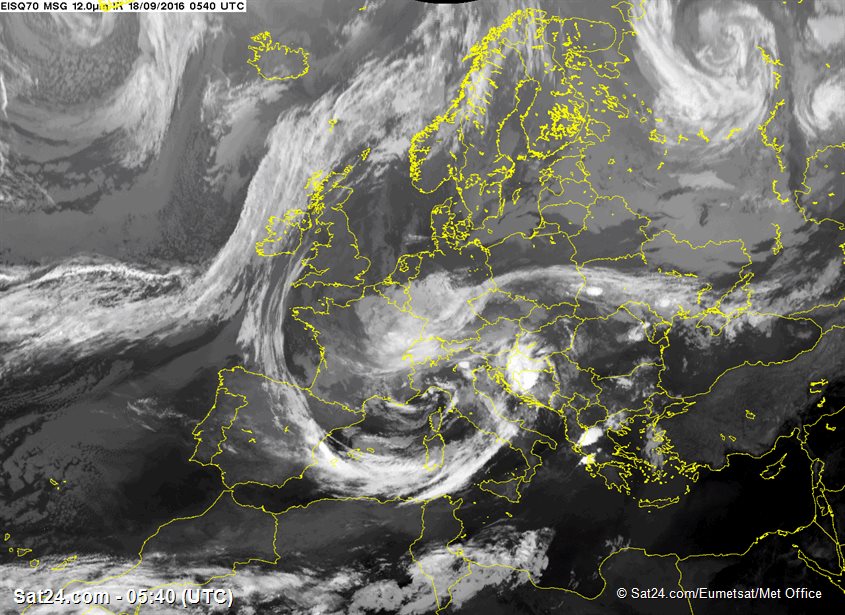 EISQ70 MSG 12.0µm IR 18/09/2016 0540 UTC
Sat24.com - 05:40 (UTC)
© Sat24.com/Eumetsat/Met Office